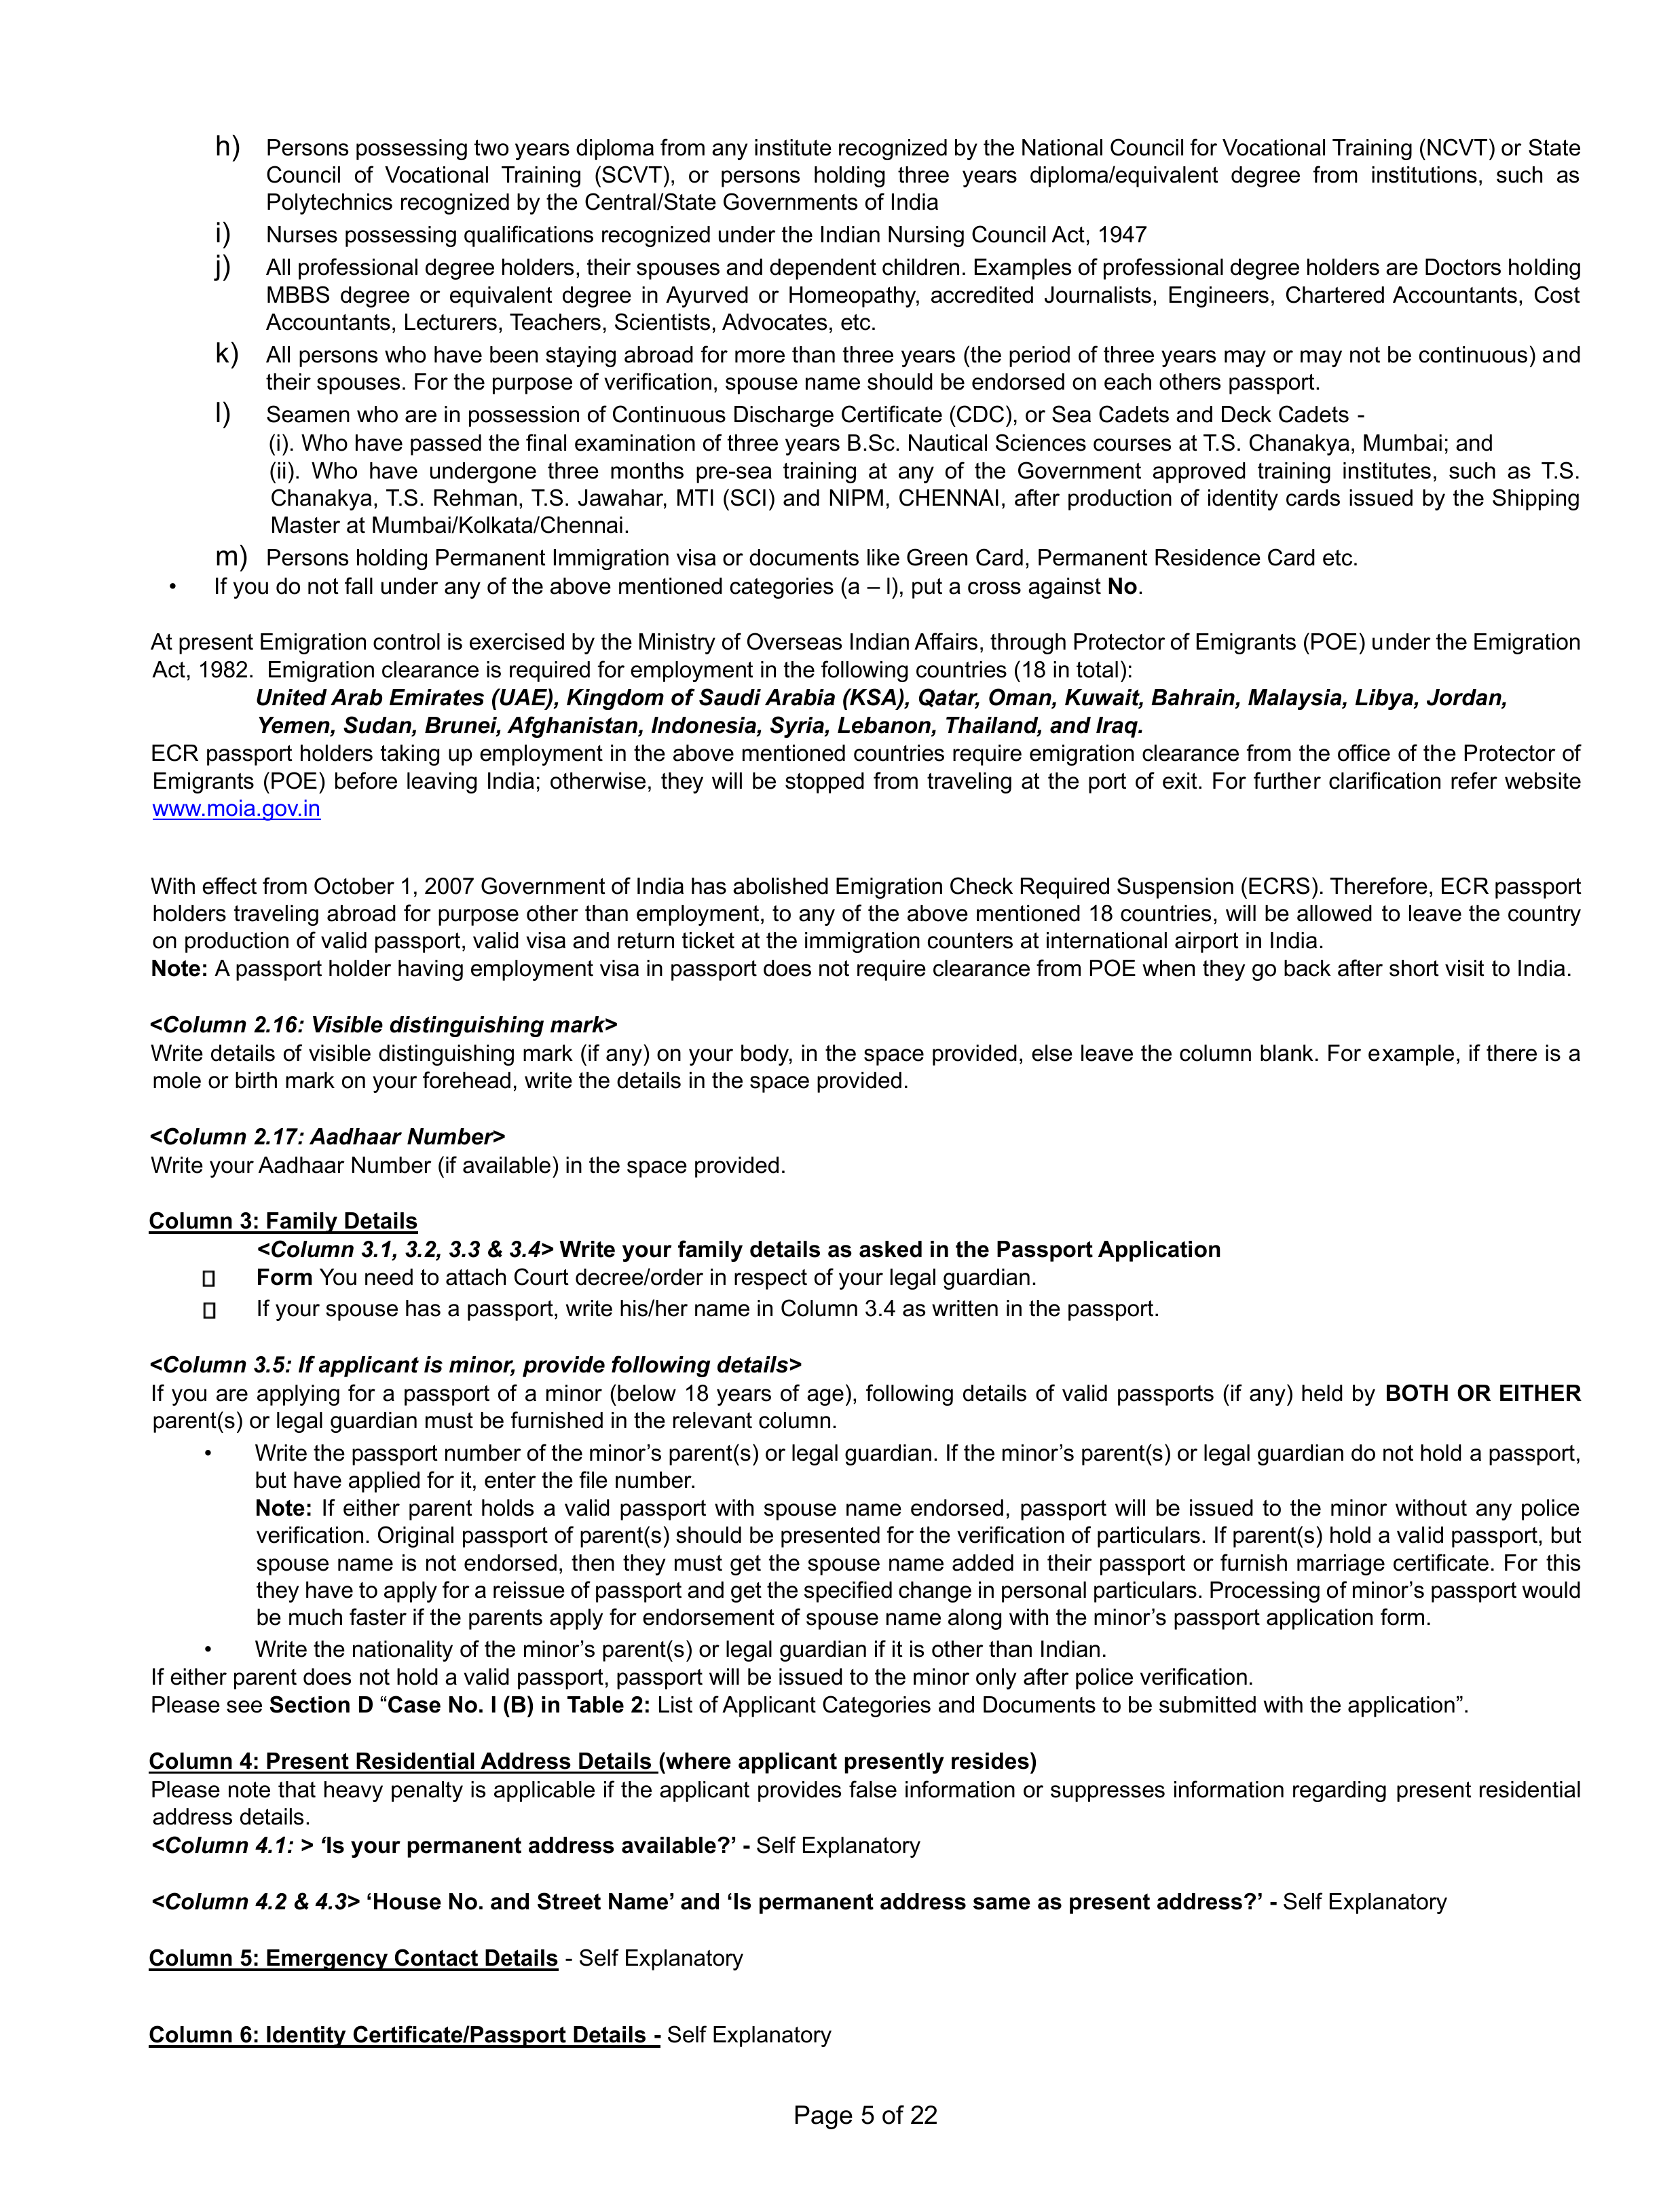 h) Persons possessing two years diploma from any institute recognized by the National Council for Vocational Training (NCVT) or State
Council of Vocational Training (SCVT), or persons holding three years diploma/equivalent degree from institutions, such as
Polytechnics recognized by the Central/State Governments of India
i) Nurses possessing qualifications recognized under the Indian Nursing Council Act, 1947
j) All professional degree holders, their spouses and dependent children. Examples of professional degree holders are Doctors holding
MBBS degree or equivalent degree in Ayurved or Homeopathy, accredited Journalists, Engineers, Chartered Accountants, Cost
Accountants, Lecturers, Teachers, Scientists, Advocates, etc.
k) All persons who have been staying abroad for more than three years (the period of three years may or may not be continuous) and
their spouses. For the purpose of verification, spouse name should be endorsed on each others passport.
l) Seamen who are in possession of Continuous Discharge Certificate (CDC), or Sea Cadets and Deck Cadets -
(i). Who have passed the final examination of three years B.Sc. Nautical Sciences courses at T.S. Chanakya, Mumbai; and
(ii). Who have undergone three months pre-sea training at any of the Government approved training institutes, such as T.S.
Chanakya, T.S. Rehman, T.S. Jawahar, MTI (SCI) and NIPM, CHENNAI, after production of identity cards issued by the Shipping
Master at Mumbai/Kolkata/Chennai.
m) Persons holding Permanent Immigration visa or documents like Green Card, Permanent Residence Card etc.
• If you do not fall under any of the above mentioned categories (a – l), put a cross against No.
At present Emigration control is exercised by the Ministry of Overseas Indian Affairs, through Protector of Emigrants (POE) under the Emigration
Act, 1982. Emigration clearance is required for employment in the following countries (18 in total):
United Arab Emirates (UAE), Kingdom of Saudi Arabia (KSA), Qatar, Oman, Kuwait, Bahrain, Malaysia, Libya, Jordan,
Yemen, Sudan, Brunei, Afghanistan, Indonesia, Syria, Lebanon, Thailand, and Iraq.
ECR passport holders taking up employment in the above mentioned countries require emigration clearance from the office of the Protector of
Emigrants (POE) before leaving India; otherwise, they will be stopped from traveling at the port of exit. For further clarification refer website
www.moia.gov.in
With effect from October 1, 2007 Government of India has abolished Emigration Check Required Suspension (ECRS). Therefore, ECR passport
holders traveling abroad for purpose other than employment, to any of the above mentioned 18 countries, will be allowed to leave the country
on production of valid passport, valid visa and return ticket at the immigration counters at international airport in India.
Note: A passport holder having employment visa in passport does not require clearance from POE when they go back after short visit to India.
<Column 2.16: Visible distinguishing mark>
Write details of visible distinguishing mark (if any) on your body, in the space provided, else leave the column blank. For example, if there is a
mole or birth mark on your forehead, write the details in the space provided.
<Column 2.17: Aadhaar Number>
Write your Aadhaar Number (if available) in the space provided.
Column 3: Family Details
<Column 3.1, 3.2, 3.3 & 3.4> Write your family details as asked in the Passport Application
Form You need to attach Court decree/order in respect of your legal guardian.
If your spouse has a passport, write his/her name in Column 3.4 as written in the passport.
<Column 3.5: If applicant is minor, provide following details>
If you are applying for a passport of a minor (below 18 years of age), following details of valid passports (if any) held by BOTH OR EITHER
parent(s) or legal guardian must be furnished in the relevant column.
• Write the passport number of the minor’s parent(s) or legal guardian. If the minor’s parent(s) or legal guardian do not hold a passport,
but have applied for it, enter the file number.
Note: If either parent holds a valid passport with spouse name endorsed, passport will be issued to the minor without any police
verification. Original passport of parent(s) should be presented for the verification of particulars. If parent(s) hold a valid passport, but
spouse name is not endorsed, then they must get the spouse name added in their passport or furnish marriage certificate. For this
they have to apply for a reissue of passport and get the specified change in personal particulars. Processing of minor’s passport would
be much faster if the parents apply for endorsement of spouse name along with the minor’s passport application form.
• Write the nationality of the minor’s parent(s) or legal guardian if it is other than Indian.
If either parent does not hold a valid passport, passport will be issued to the minor only after police verification.
Please see Section D “Case No. I (B) in Table 2: List of Applicant Categories and Documents to be submitted with the application”.
Column 4: Present Residential Address Details (where applicant presently resides)
Please note that heavy penalty is applicable if the applicant provides false information or suppresses information regarding present residential
address details.
<Column 4.1: > ‘Is your permanent address available?’ - Self Explanatory
<Column 4.2 & 4.3> ‘House No. and Street Name’ and ‘Is permanent address same as present address?’ - Self Explanatory
Column 5: Emergency Contact Details - Self Explanatory
Column 6: Identity Certificate/Passport Details - Self Explanatory
Page 5 of 22